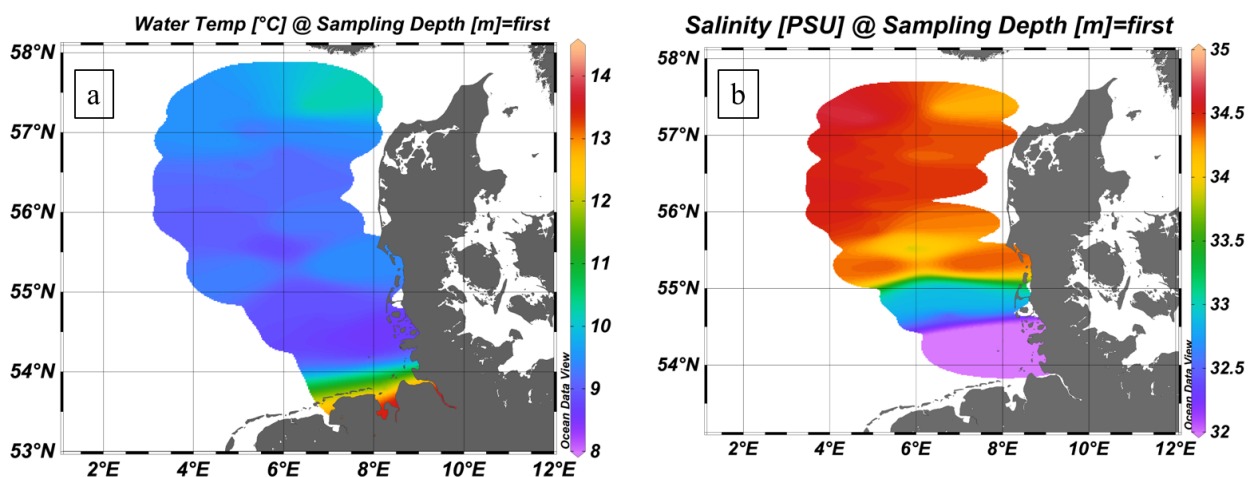 Water Temp [°C] @ Sampling Depth [m]=first
58°N
57°N
56°N
55°N
54°N
53°N
2°E 4°E 6°E 8°E 10°E 12°E
a
14
13
12
11
10
9
8
Ocean Data View
Salinity [PSU] @ Sampling Depth [m]=first
58°N
57°N
56°N
55°N
54°N
2°E 4°E 6°E 8°E 10°E 12°E
b
35
34.5
34
33.5
33
32.5
32
Ocean Data View